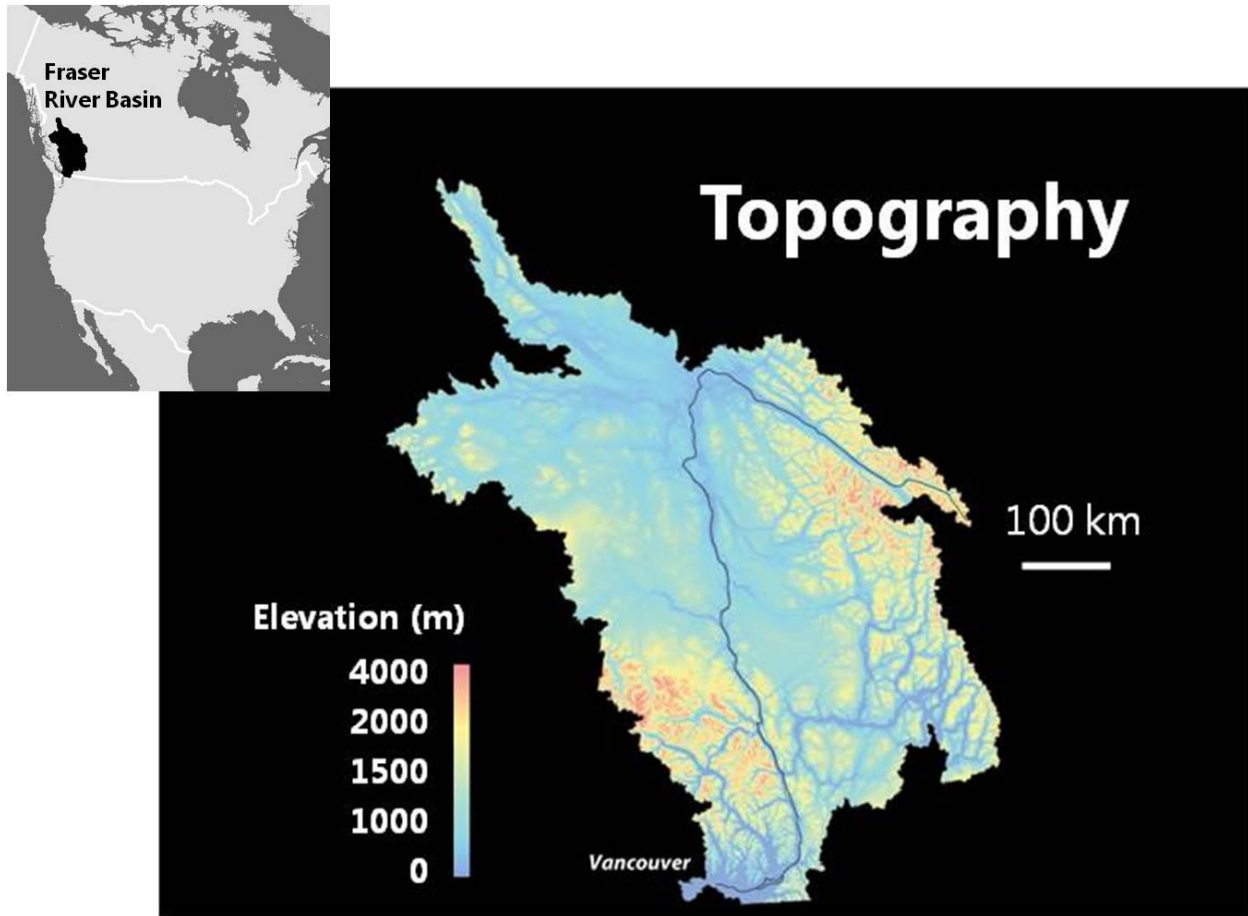 Fraser
River Basin
Topography
100 km
Elevation (m)
4000
2000
1500
1000
0
Vancouver